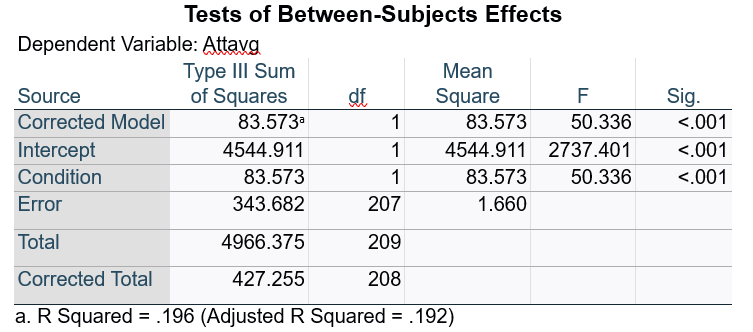 Tests of Between-Subjects Effects
Dependent Variable: Attavg
Source Type III Sum of Squares df Mean Square F Sig.
Corrected Model 83.573ᵃ 1 83.573 50.336 <.001
Intercept 4544.911 1 4544.911 2737.401 <.001
Condition 83.573 1 83.573 50.336 <.001
Error 343.682 207 1.660
Total 4966.375 209
Corrected Total 427.255 208
a. R Squared = .196 (Adjusted R Squared = .192)